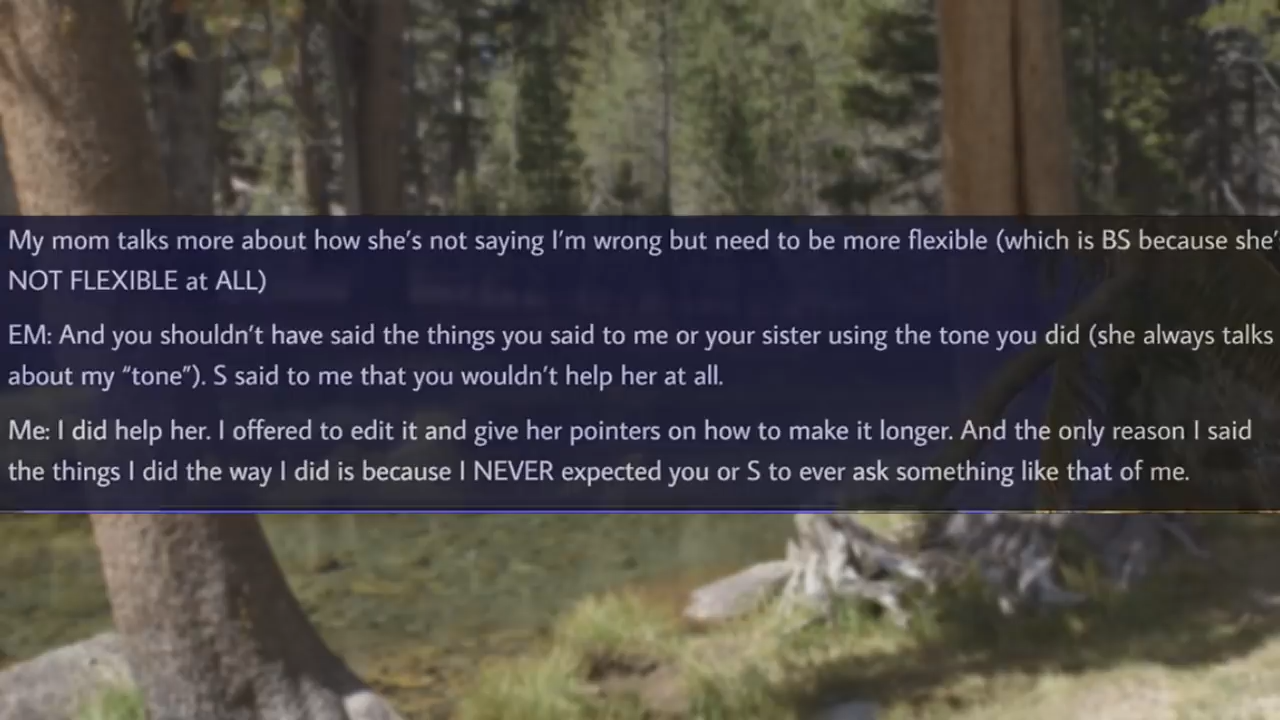 My mom talks more about how she's not saying I'm wrong but need to be more flexible (which is BS because she'
NOT FLEXIBLE at ALL)
EM: And you shouldn't have said the things you said to me or your sister using the tone you did (she always talks
about my “tone”). S said to me that you wouldn't help her at all.
Me: I did help her. I offered to edit it and give her pointers on how to make it longer. And the only reason I said
the things I did the way I did is because I NEVER expected you or S to ever ask something like that of me.